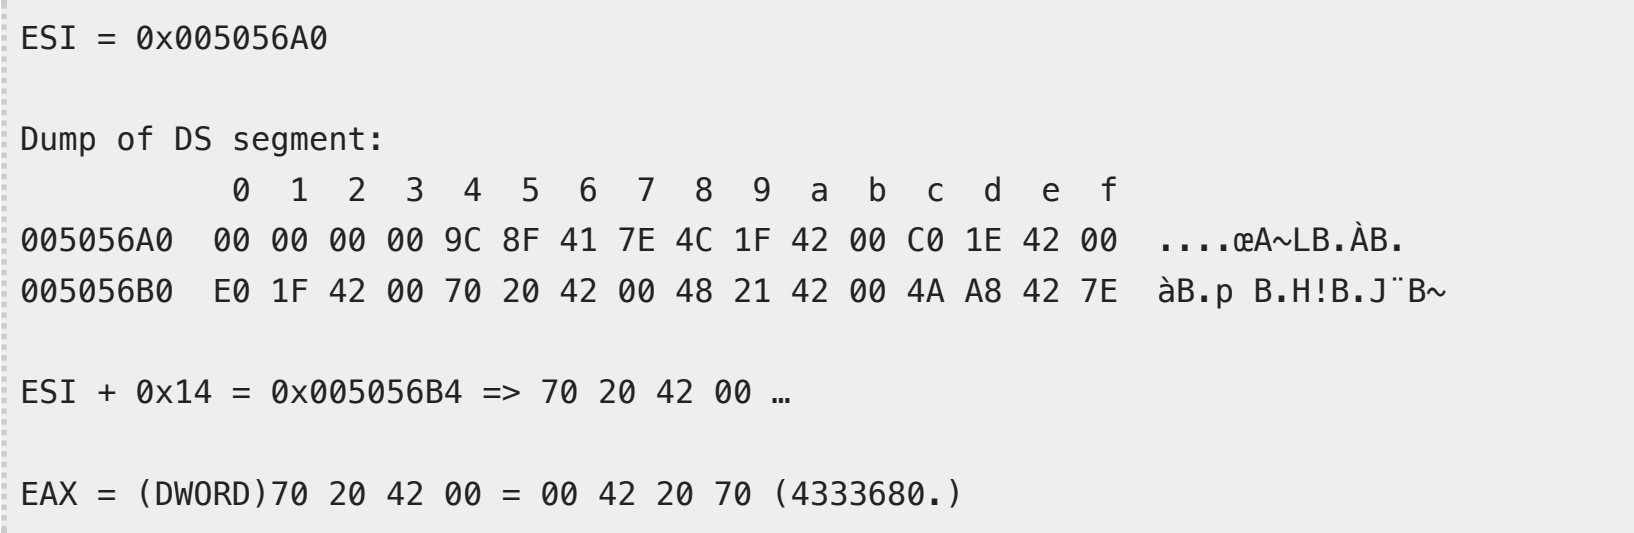 ESI = 0x005056A0
Dump of DS segment:
0 1 2 3 4 5 6 7 8 9 a b c d e f
005056A0 00 00 00 00 9C 8F 41 7E 4C 1F 42 00 C0 1E 42 00 ....œA~LB.ÀB.
005056B0 E0 1F 42 00 70 20 42 00 48 21 42 00 4A A8 42 7E àB.p B.H!B.J¨B~
ESI + 0x14 = 0x005056B4 => 70 20 42 00 …
EAX = (DWORD)70 20 42 00 = 00 42 20 70 (4333680.)